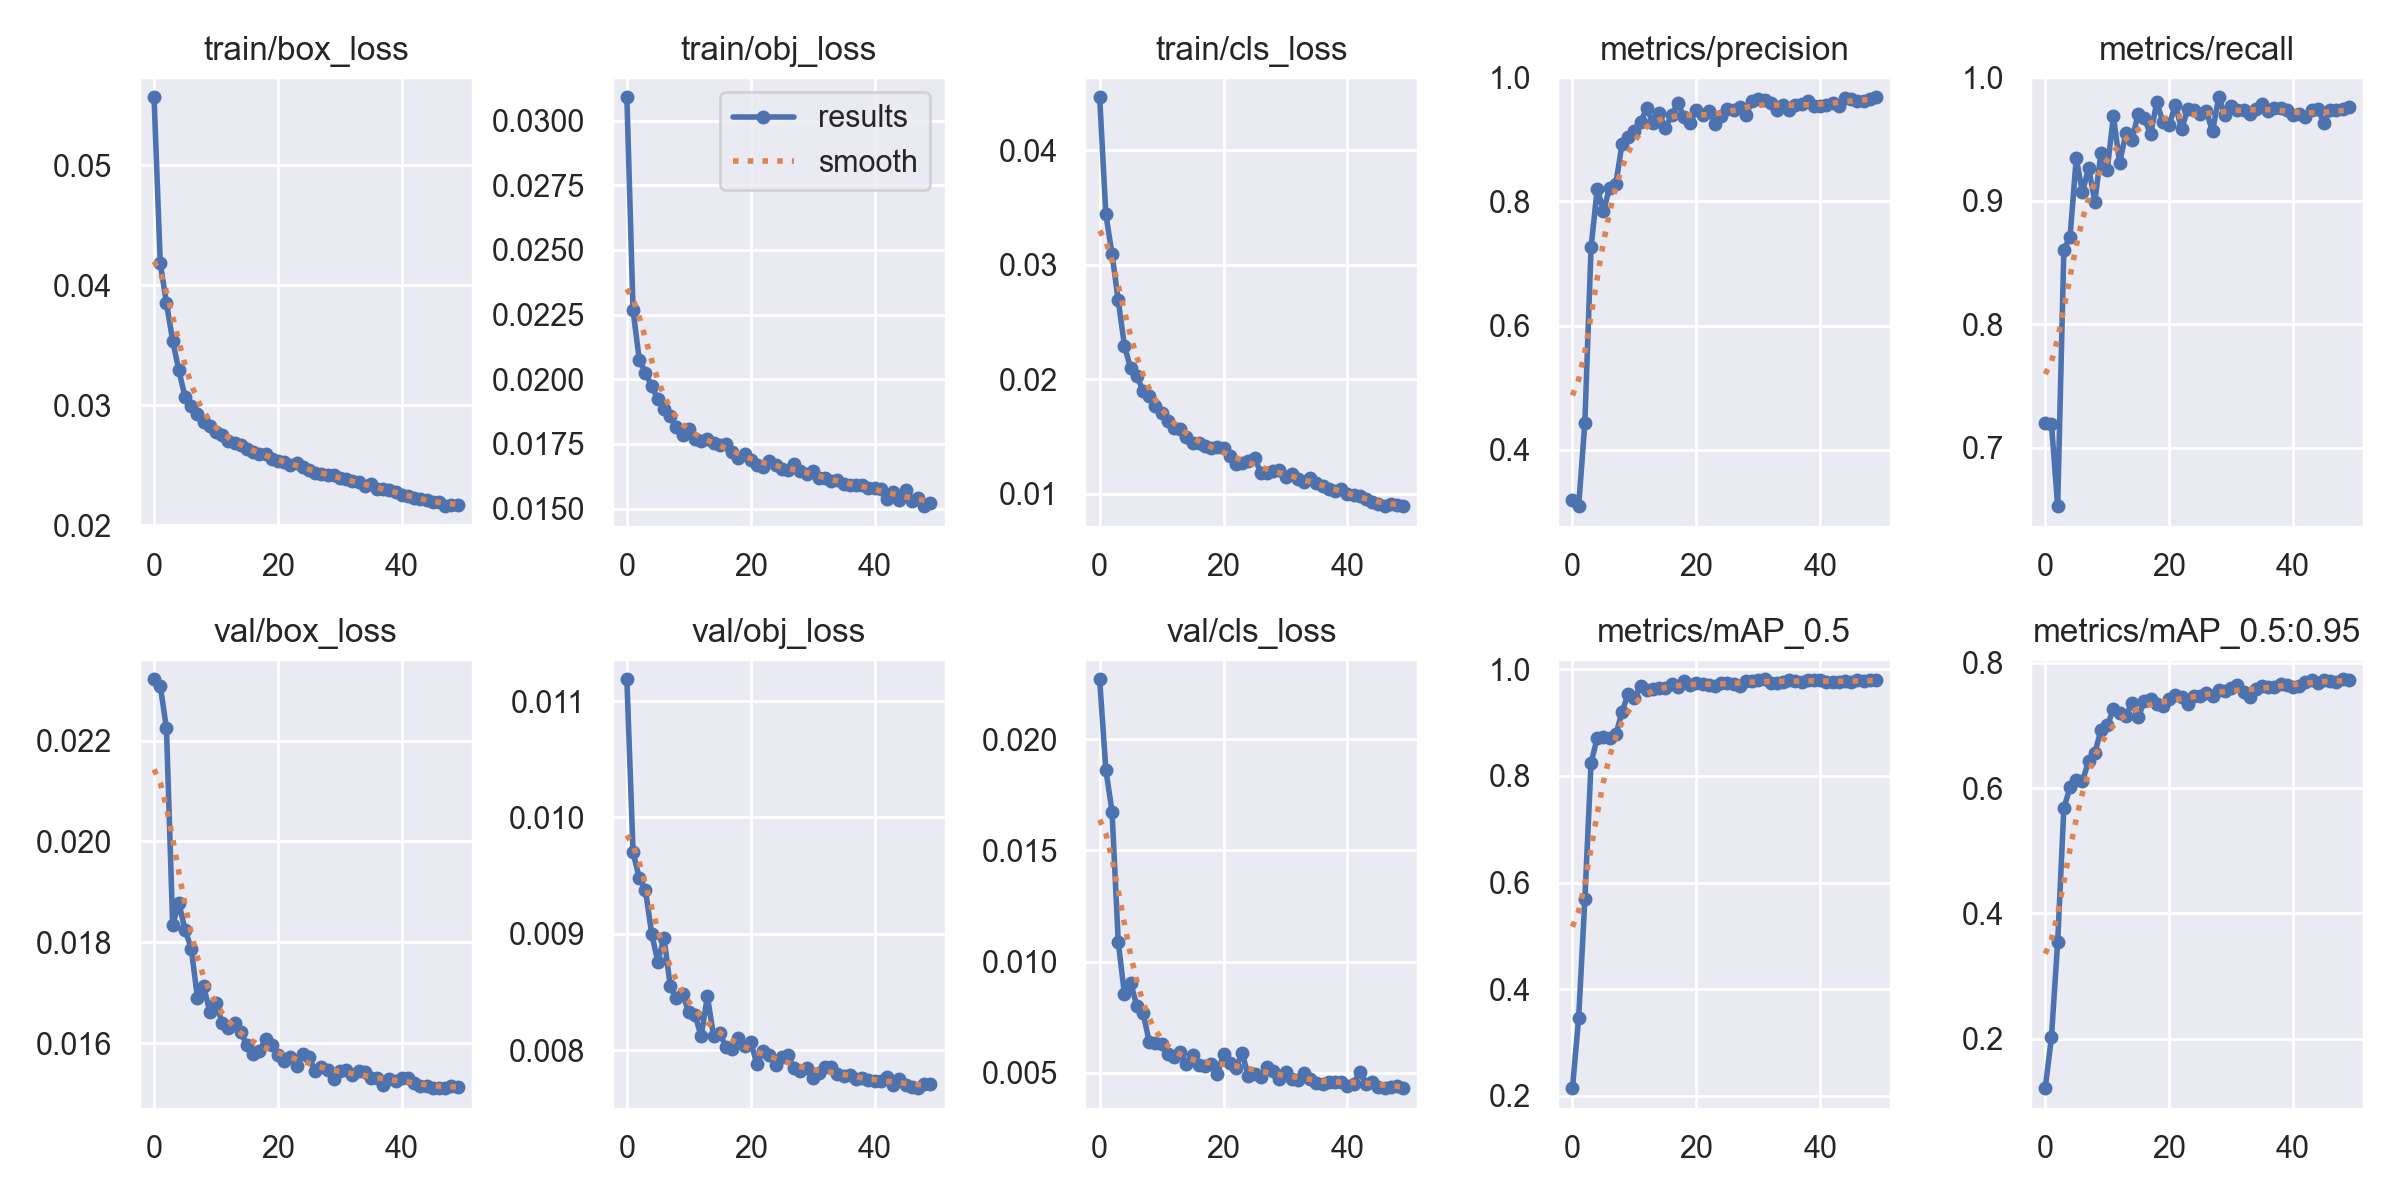 train/box_loss
train/obj_loss
train/cls_loss
metrics/precision
metrics/recall
0.05
0.04
0.03
0.02
0 20 40
results
smooth
0.0300
0.0275
0.0250
0.0225
0.0200
0.0175
0.0150
0 20 40
0.04
0.03
0.02
0.01
0 20 40
1.0
0.8
0.6
0.4
0 20 40
1.0
0.9
0.8
0.7
0 20 40
val/box_loss
val/obj_loss
val/cls_loss
metrics/mAP_0.5
metrics/mAP_0.5:0.95
0.022
0.020
0.018
0.016
0 20 40
0.011
0.010
0.009
0.008
0 20 40
0.020
0.015
0.010
0.005
0 20 40
1.0
0.8
0.6
0.4
0.2
0 20 40
0.8
0.6
0.4
0.2
0 20 40